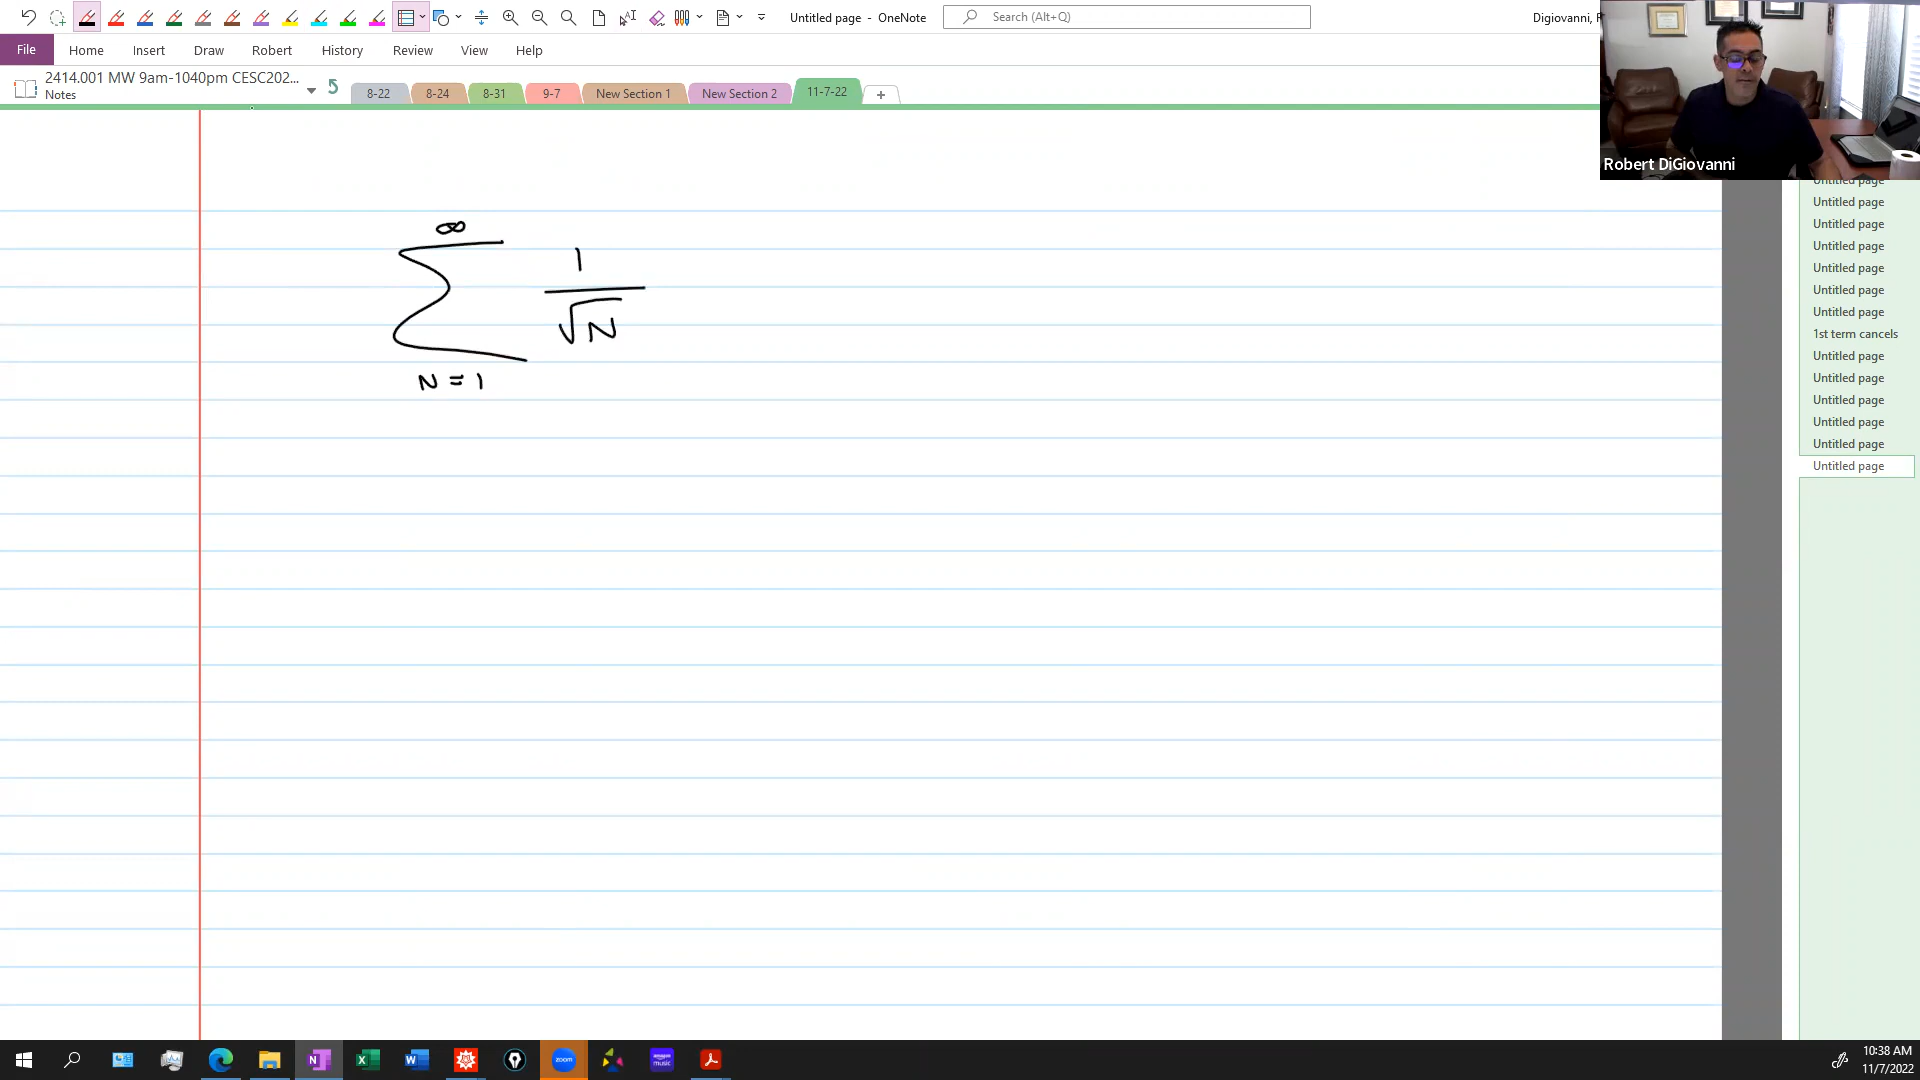 Untitled page - OneNote
Search (Alt+Q)
Digiovanni,
File Home Insert Draw Robert History Review View Help
2414.001 MW 9am-1040pm CESC202...
Notes
8-22 8-24 8-31 9-7 New Section 1 New Section 2 11-7-22 +
Robert DiGiovanni
Untitled page
Untitled page
Untitled page
Untitled page
Untitled page
Untitled page
Untitled page
1st term cancels
Untitled page
Untitled page
Untitled page
Untitled page
Untitled page
Untitled page
∞
∑ 1/√N
N = 1
zoom
amazon music
10:38 AM
11/7/2022